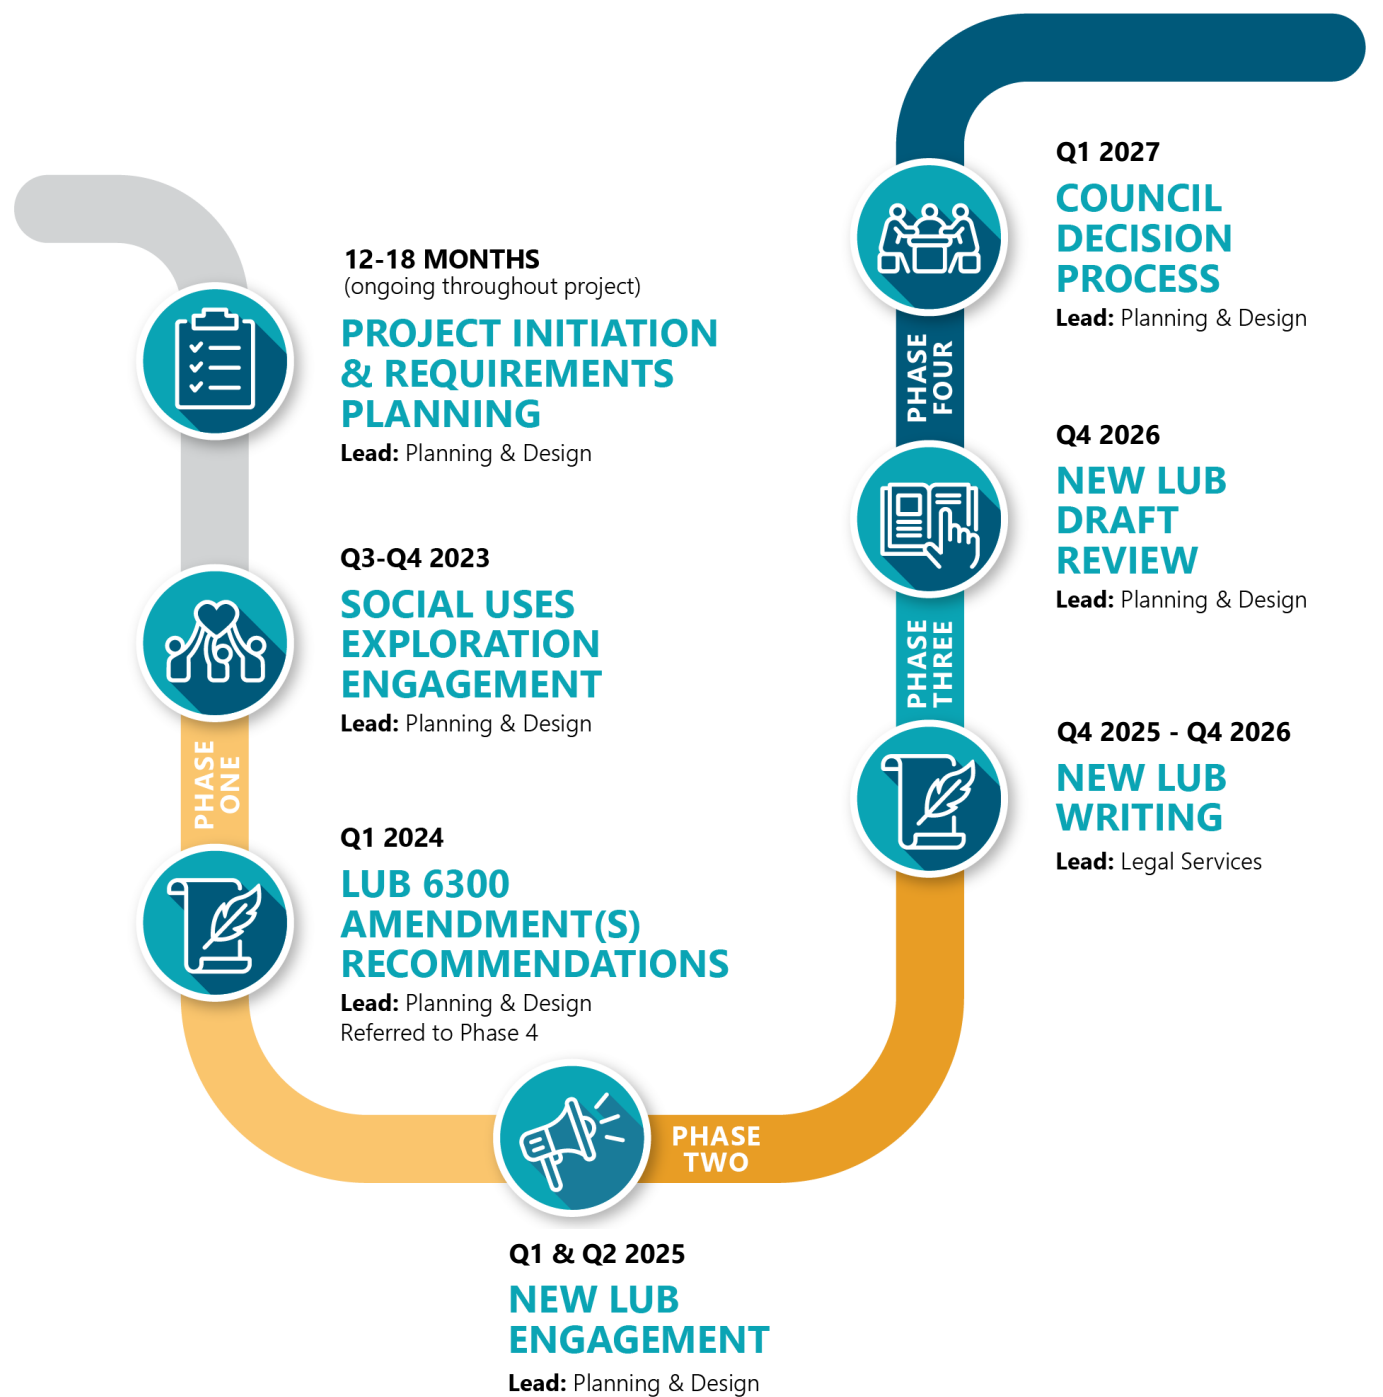 12-18 MONTHS
(ongoing throughout project)
PROJECT INITIATION
& REQUIREMENTS
PLANNING
Lead: Planning & Design
Q3-Q4 2023
SOCIAL USES
EXPLORATION
ENGAGEMENT
Lead: Planning & Design
PHASE
ONE
Q1 2024
LUB 6300
AMENDMENT(S)
RECOMMENDATIONS
Lead: Planning & Design
Referred to Phase 4
PHASE
TWO
Q1 & Q2 2025
NEW LUB
ENGAGEMENT
Lead: Planning & Design
Q4 2025 - Q4 2026
NEW LUB
WRITING
Lead: Legal Services
PHASE
THREE
Q4 2026
NEW LUB
DRAFT
REVIEW
Lead: Planning & Design
PHASE
FOUR
Q1 2027
COUNCIL
DECISION
PROCESS
Lead: Planning & Design